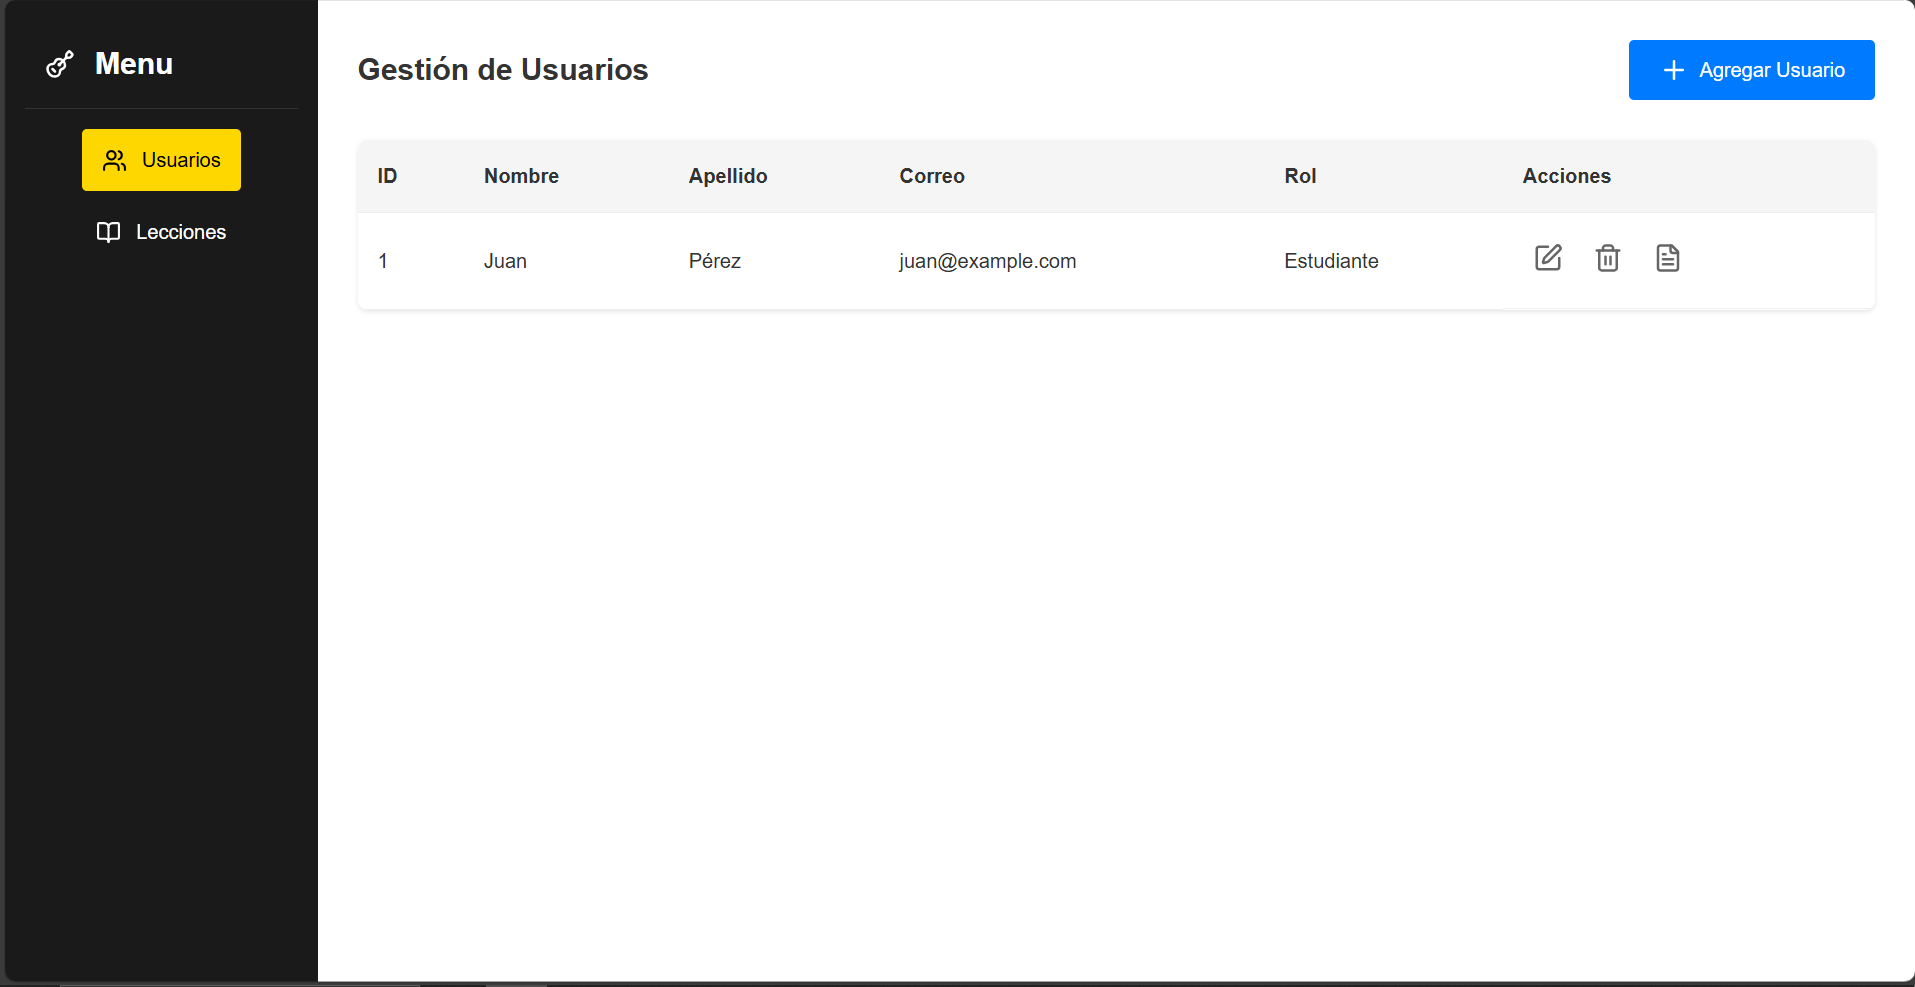 Menu
Usuarios
Lecciones
Gestión de Usuarios
Agregar Usuario
ID Nombre Apellido Correo Rol Acciones
1 Juan Pérez juan@example.com Estudiante